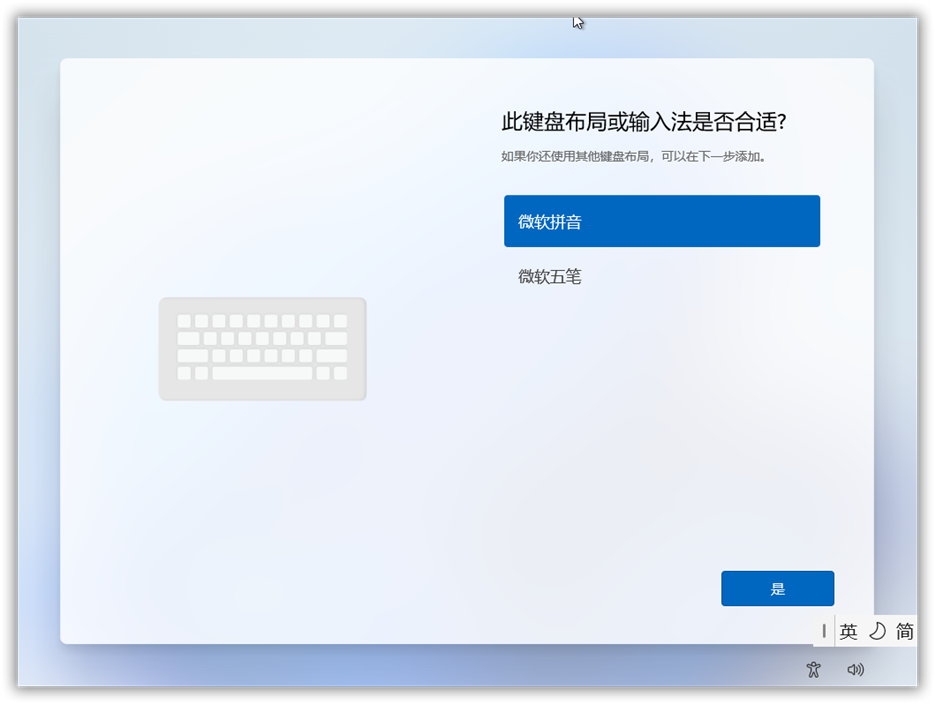 此键盘布局或输入法是否合适?
如果你还使用其他键盘布局，可以在下一步添加。
微软拼音
微软五笔
是
英 简